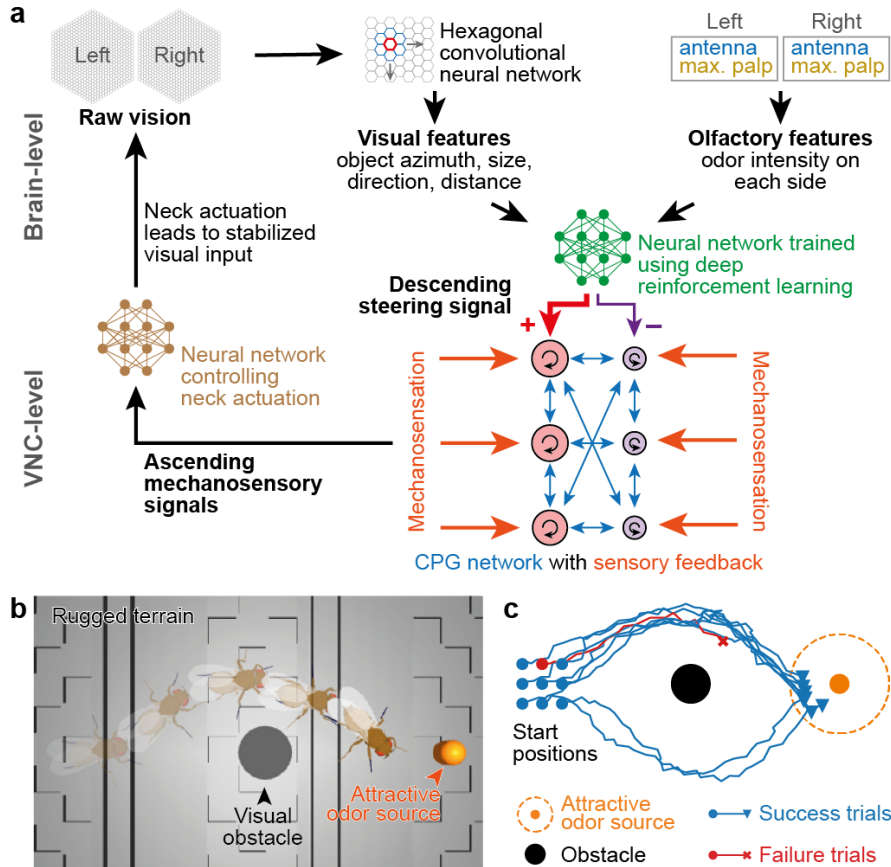 a
Left
Right
Raw vision
Hexagonal
convolutional
neural network
Left
Right
antenna
max. palp
antenna
max. palp
Visual features
object azimuth, size,
direction, distance
Olfactory features
odor intensity on
each side
Brain-level
Neck actuation
leads to stabilized
visual input
Neural network trained
using deep
reinforcement learning
Descending
steering signal
+
–
Neural network
controlling
neck actuation
VNC-level
Mechanosensation
Mechanosensation
Ascending
mechanosensory
signals
CPG network with sensory feedback
b
Rugged terrain
Visual
obstacle
Attractive
odor source
c
Start
positions
Attractive
odor source
Success trials
Obstacle
Failure trials